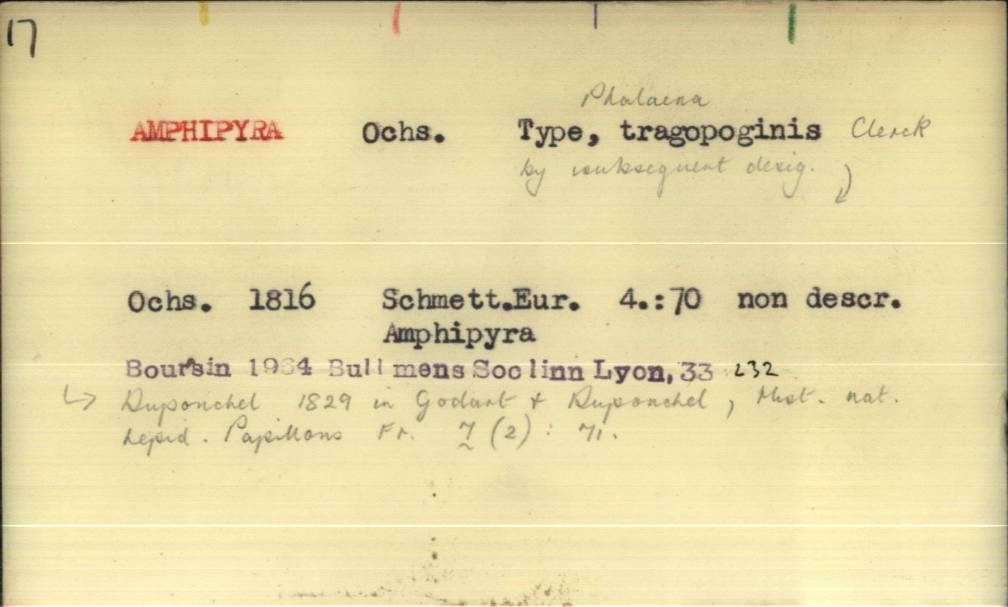 17
Phalaena
AMPHIPYRA Ochs. Type, tragopoginis Clerck
by subsequent desig.
Ochs. 1816 Schmett.Eur. 4.:70 non descr.
Amphipyra
Boursin 1964 Bull mens Soc linn Lyon, 33 232
↳ Duponchel 1829 in Godart & Duponchel, Hist. nat.
Lepid. Papillons Fr. 7 (2) : 71.